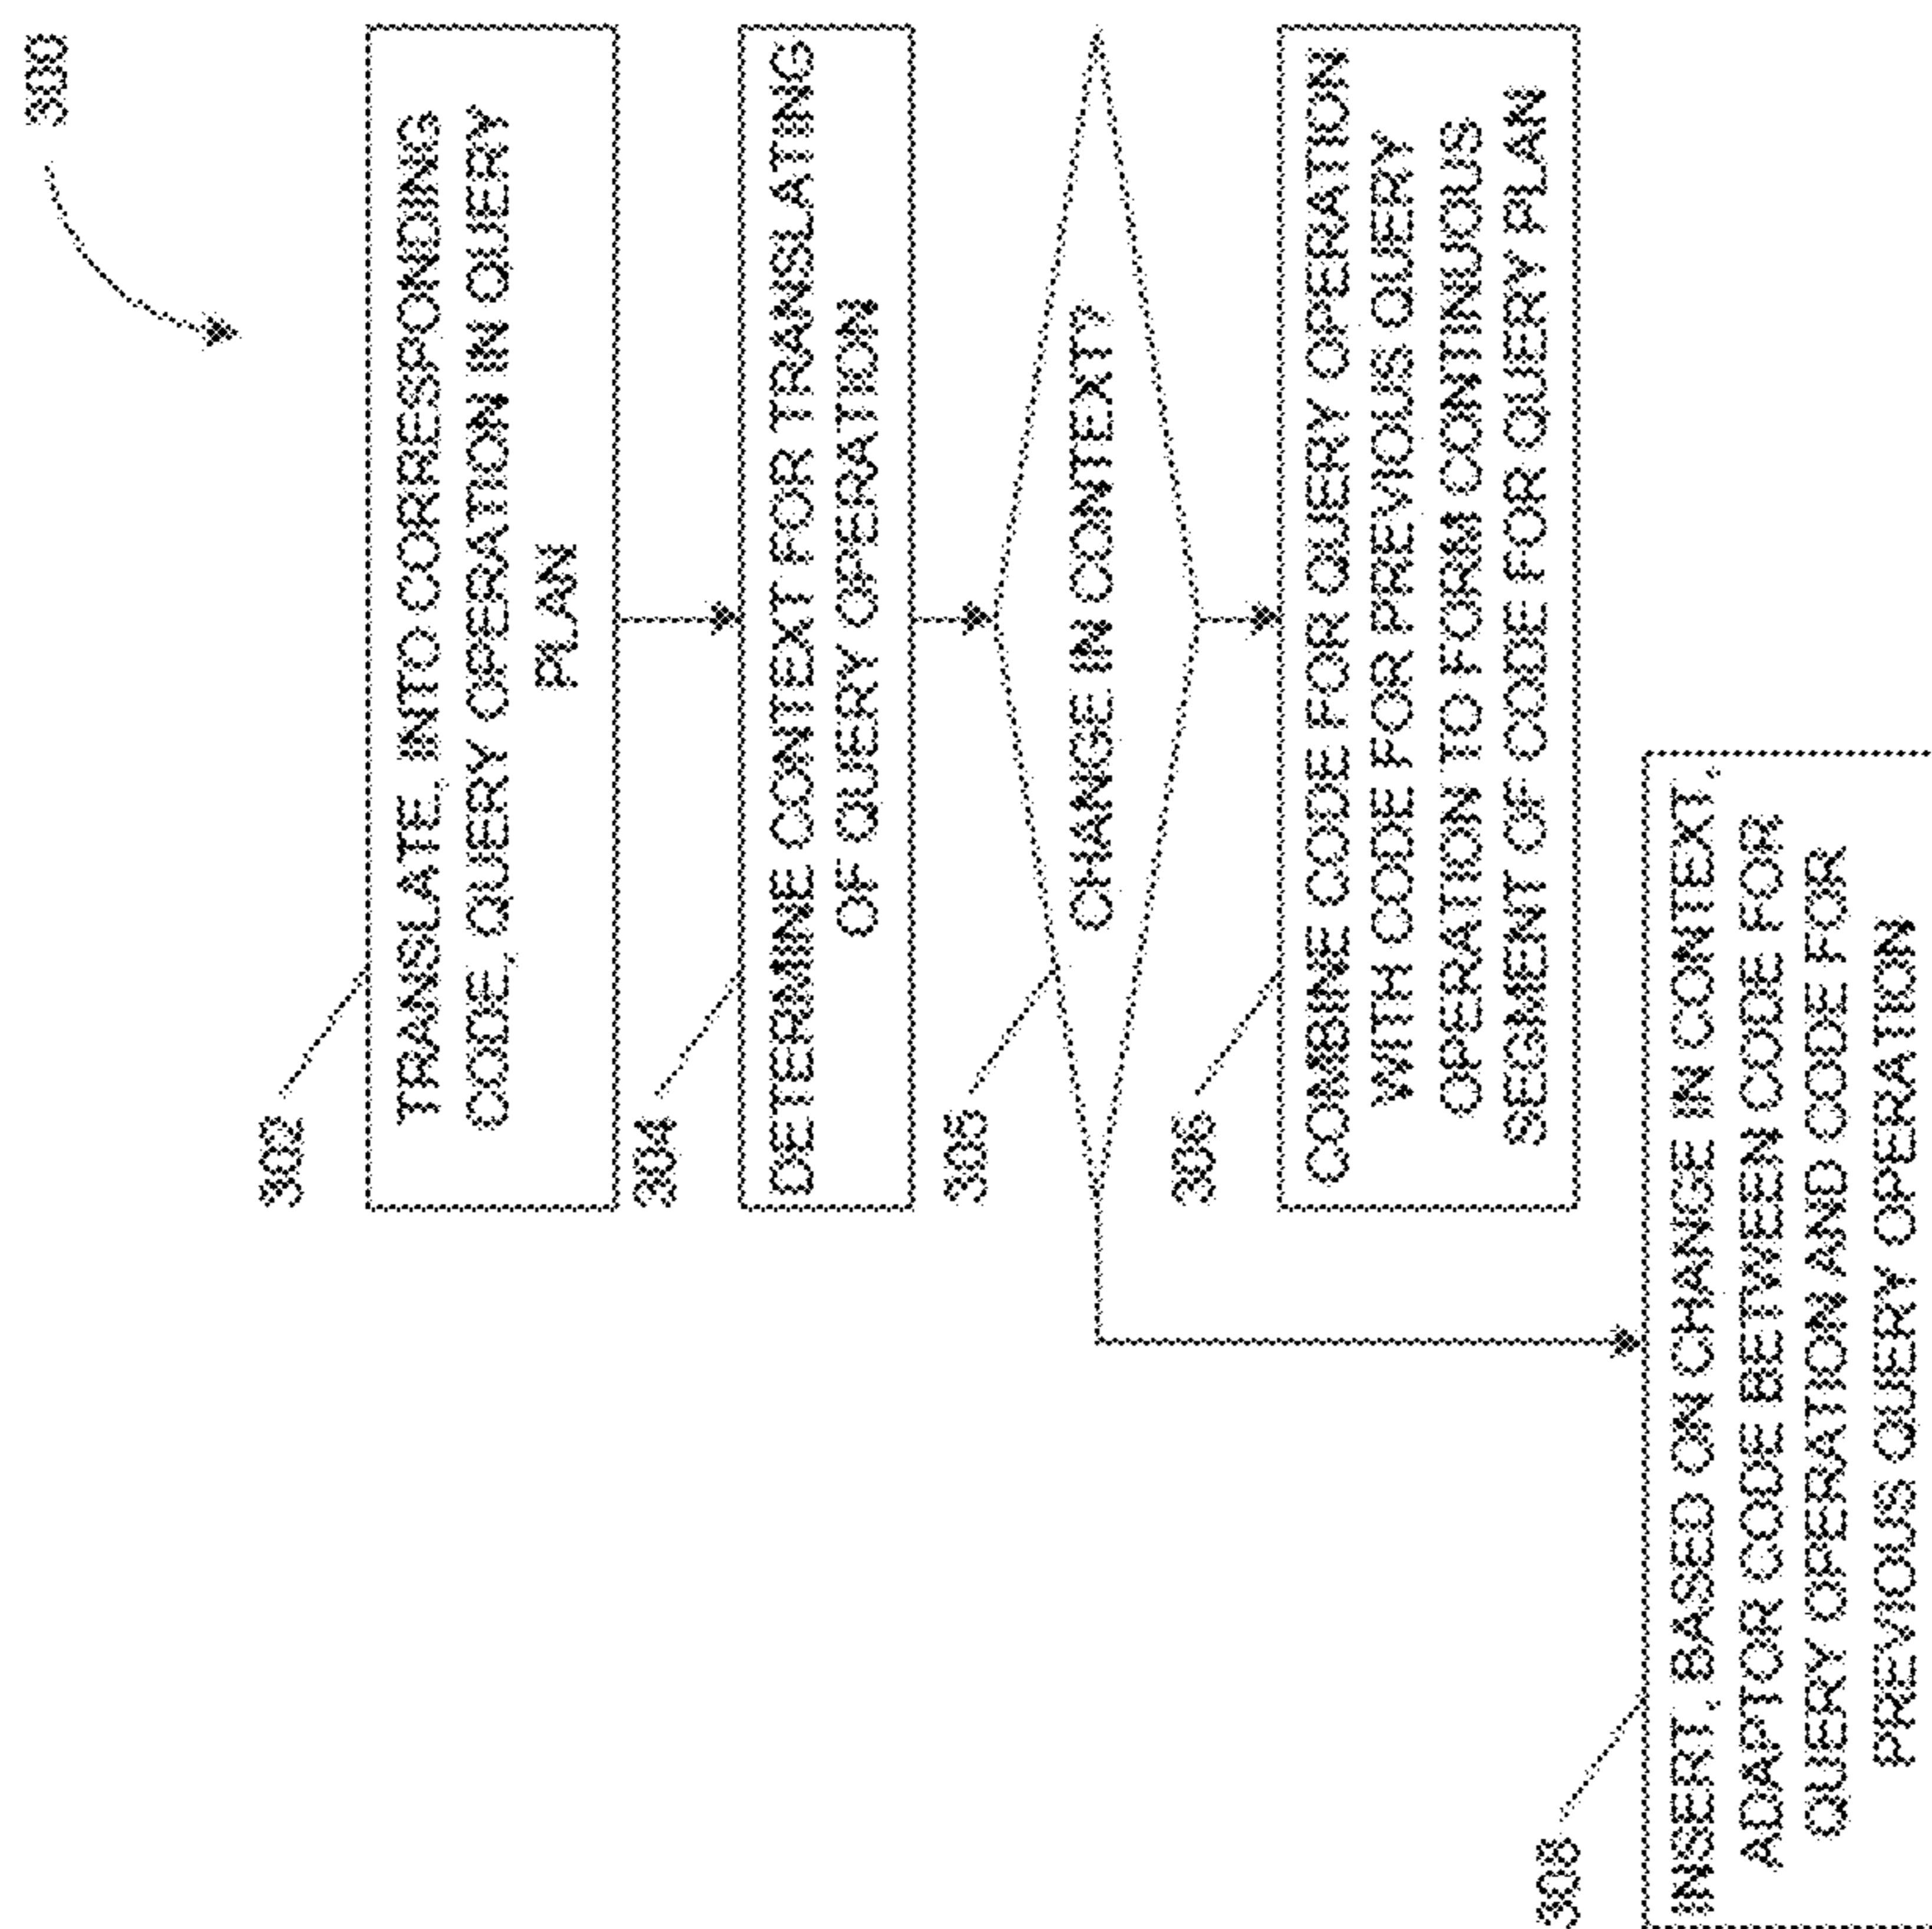 300
302
TRANSLATE, INTO CORRESPONDING
CODE, QUERY OPERATION IN QUERY
PLAN
304
DETERMINE CONTEXT FOR TRANSLATING
OF QUERY OPERATION
305
CHANGE IN CONTEXT
306
COMBINE CODE FOR QUERY OPERATION
WITH CODE FOR PREVIOUS QUERY
OPERATION TO FORM CONTINUOUS
SEGMENT OF CODE FOR QUERY PLAN
308
INSERT, BASED ON CHANGE IN CONTEXT,
ADAPTOR CODE BETWEEN CODE FOR
QUERY OPERATION AND CODE FOR
PREVIOUS QUERY OPERATION